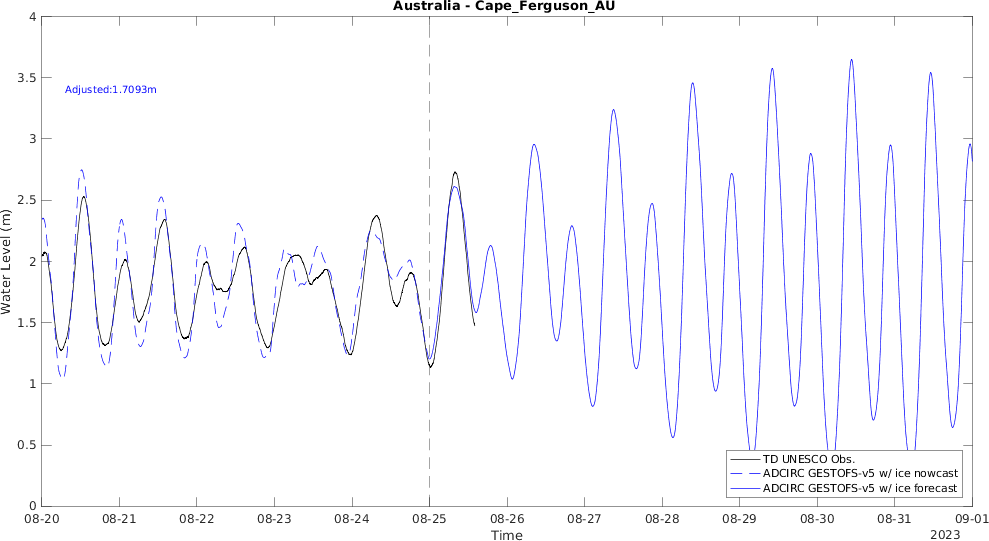 Australia - Cape_Ferguson_AU
4
3.5
3
2.5
2
1.5
1
0.5
0
Water Level (m)
Adjusted:1.7093m
TD UNESCO Obs.
ADCIRC GESTOFS-v5 w/ ice nowcast
ADCIRC GESTOFS-v5 w/ ice forecast
08-20 08-21 08-22 08-23 08-24 08-25 08-26 08-27 08-28 08-29 08-30 08-31 09-01
Time
2023